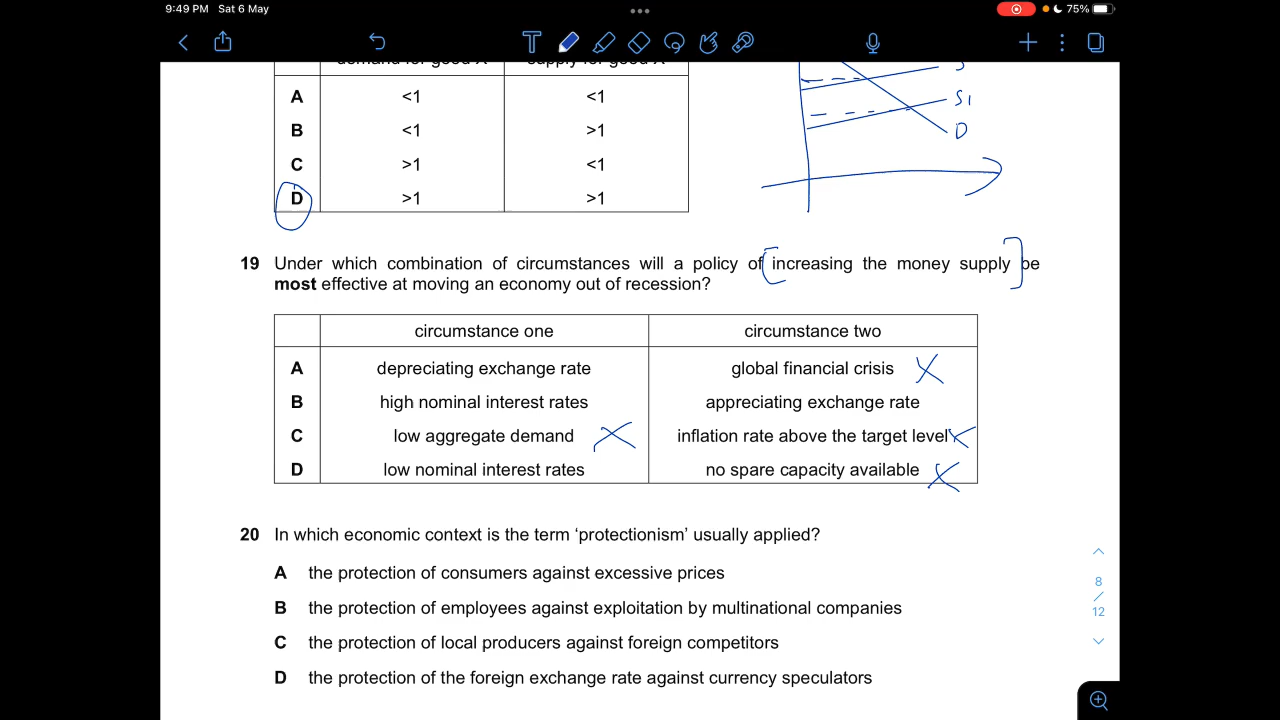 9:49 PM Sat 6 May 75%
demand for good X supply for good X
A <1 <1
B <1 >1
C >1 <1
D >1 >1
S
S1
D
19 Under which combination of circumstances will a policy of [increasing the money supply] be
most effective at moving an economy out of recession?
circumstance one circumstance two
A depreciating exchange rate global financial crisis X
B high nominal interest rates appreciating exchange rate
C low aggregate demand X inflation rate above the target level X
D low nominal interest rates no spare capacity available X
20 In which economic context is the term ‘protectionism’ usually applied?
A the protection of consumers against excessive prices
B the protection of employees against exploitation by multinational companies
C the protection of local producers against foreign competitors
D the protection of the foreign exchange rate against currency speculators
8
/
12